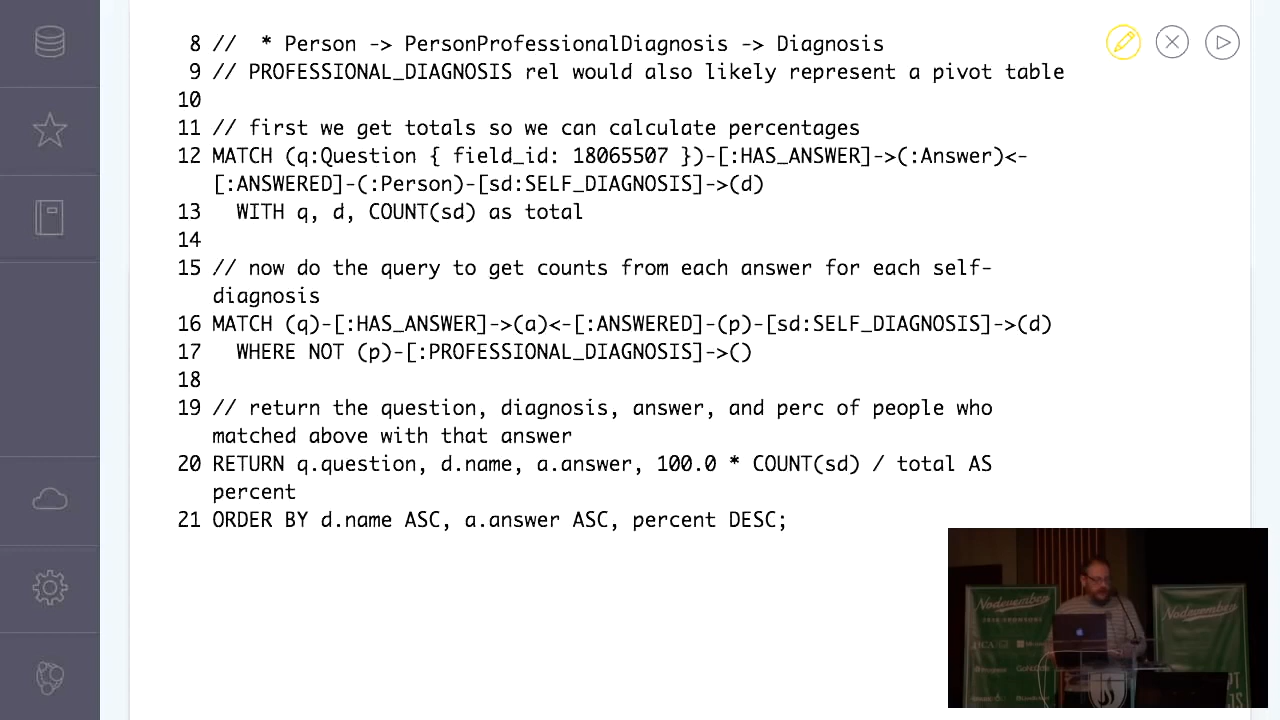 8 //  * Person -> PersonProfessionalDiagnosis -> Diagnosis
9 // PROFESSIONAL_DIAGNOSIS rel would also likely represent a pivot table
10
11 // first we get totals so we can calculate percentages
12 MATCH (q:Question { field_id: 18065507 })-[:HAS_ANSWER]->(:Answer)<-
[:ANSWERED]-(:Person)-[sd:SELF_DIAGNOSIS]->(d)
13   WITH q, d, COUNT(sd) as total
14
15 // now do the query to get counts from each answer for each self-
diagnosis
16 MATCH (q)-[:HAS_ANSWER]->(a)<-[:ANSWERED]-(p)-[sd:SELF_DIAGNOSIS]->(d)
17   WHERE NOT (p)-[:PROFESSIONAL_DIAGNOSIS]->()
18
19 // return the question, diagnosis, answer, and perc of people who
matched above with that answer
20 RETURN q.question, d.name, a.answer, 100.0 * COUNT(sd) / total AS
percent
21 ORDER BY d.name ASC, a.answer ASC, percent DESC;
Nodevember
Nodevember